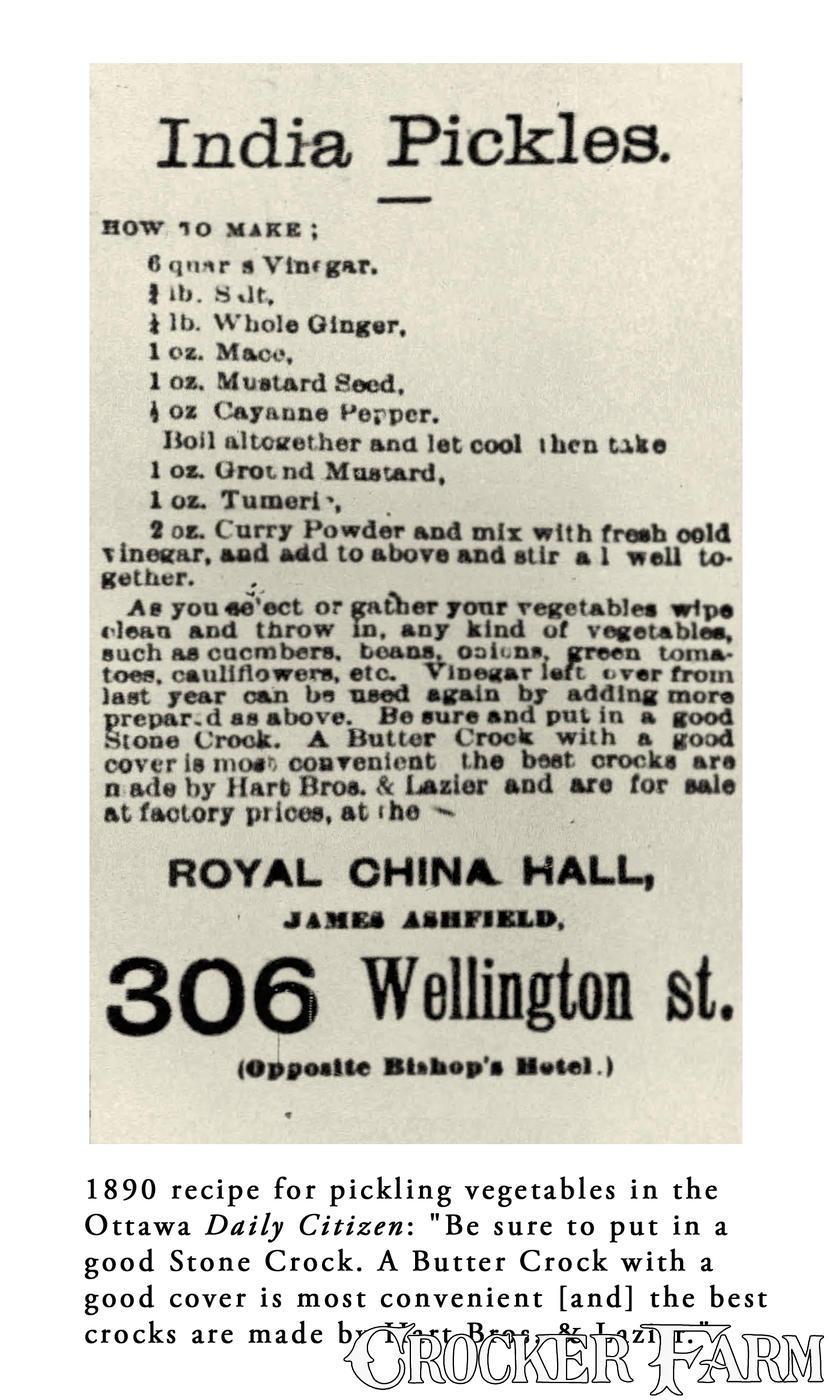 India Pickles.
HOW TO MAKE;
6 quar s Vinegar.
lb. Salt,
lb. Whole Ginger,
1 oz. Mace,
1 oz. Mustard Seed,
oz Cayanne Pepper.
Boil altogether and let cool then take
1 oz. Ground Mustard,
1 oz. Tumeri,
2 oz. Curry Powder and mix with fresh cold
vinegar, and add to above and stir a l well to-
gether.
As you select or gather your vegetables wipe
clean and throw in, any kind of vegetables,
such as cucmbers, beans, onions, green toma-
toes, cauliflowers, etc. Vinegar left over from
last year can be used again by adding more
prepared as above. Be sure and put in a good
Stone Crock. A Butter Crock with a good
cover is most convenient the best crocks are
made by Hart Bros. & Lazier and are for sale
at factory prices, at the
ROYAL CHINA HALL,
JAMES ASHFIELD,
306 Wellington st.
(Opposite Bishop's Hotel.)
1890 recipe for pickling vegetables in the
Ottawa Daily Citizen: "Be sure to put in a
good Stone Crock. A Butter Crock with a
good cover is most convenient [and] the best
crocks are made by Hart Bros. & Lazier."
CROCKER FARM